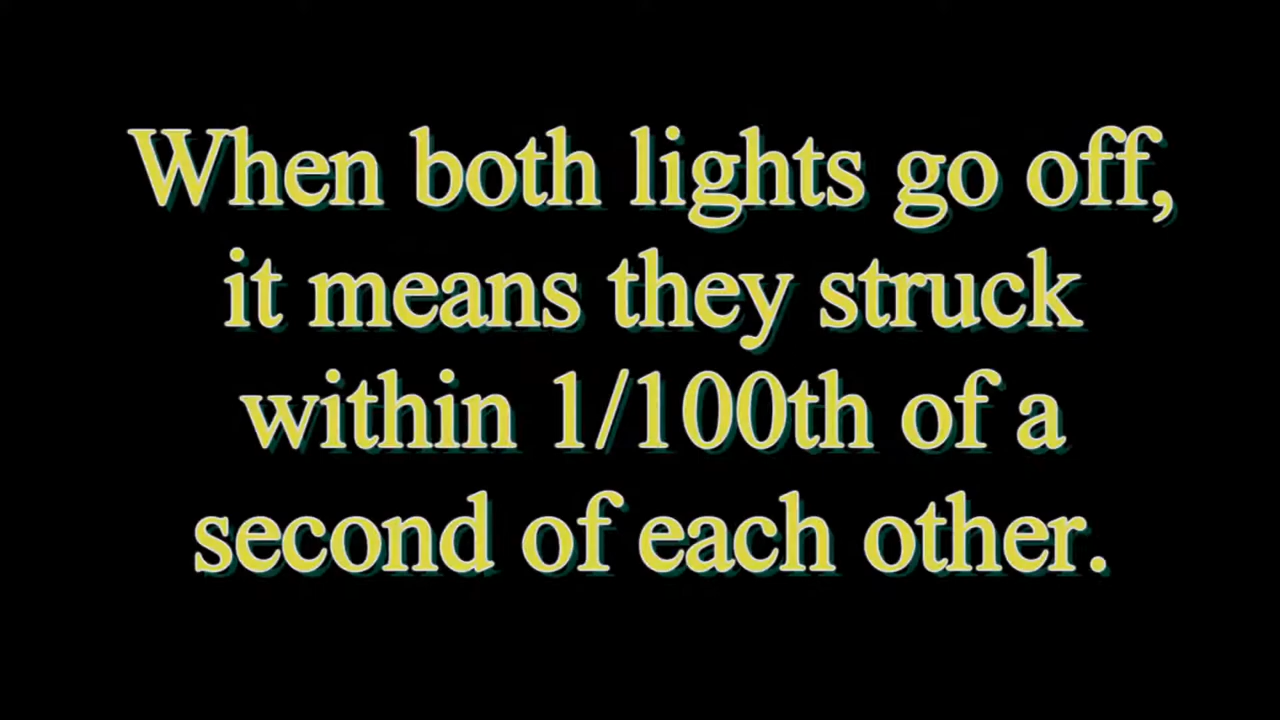 When both lights go off,
it means they struck
within 1/100th of a
second of each other.